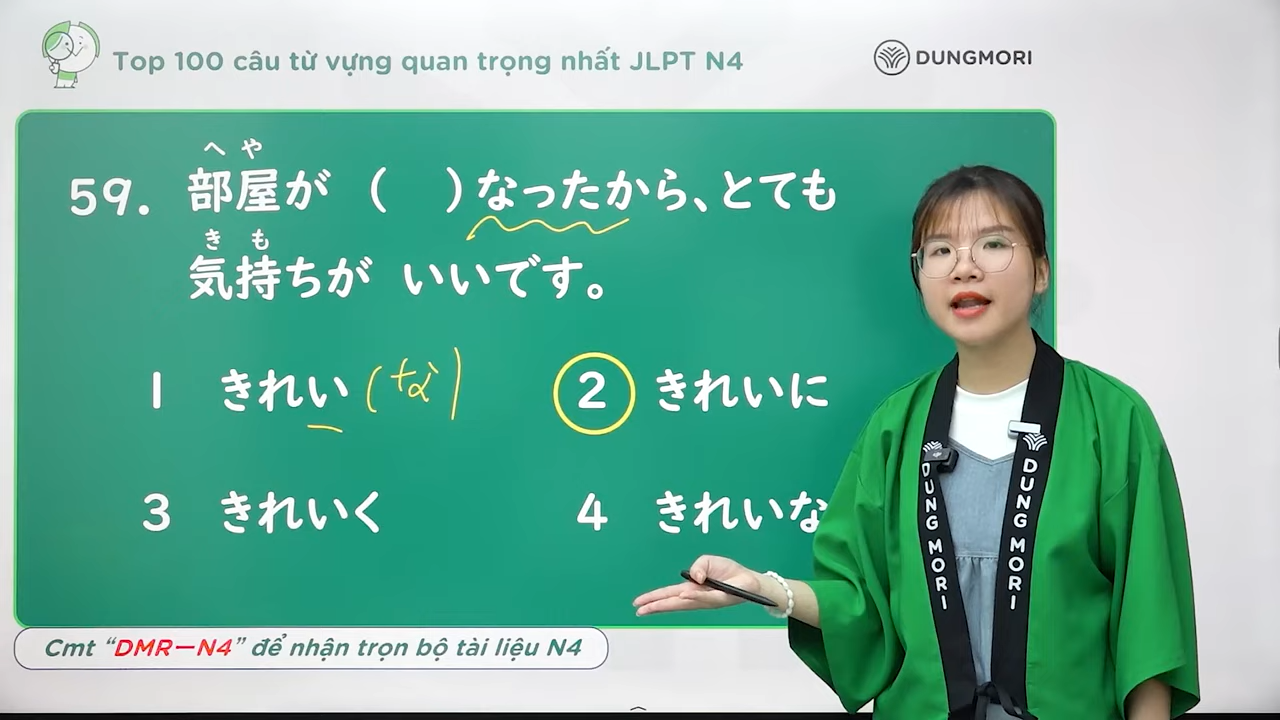 Top 100 câu từ vựng quan trọng nhất JLPT N4
DUNGMORI
へや
59. 部屋が ( )なったから、とても
きも
気持ちが いいです。
1 きれい (な)
2 きれいに
3 きれいく
4 きれいな
DUNG MORI
DUNG MORI
Cmt “DMR–N4” để nhận trọn bộ tài liệu N4